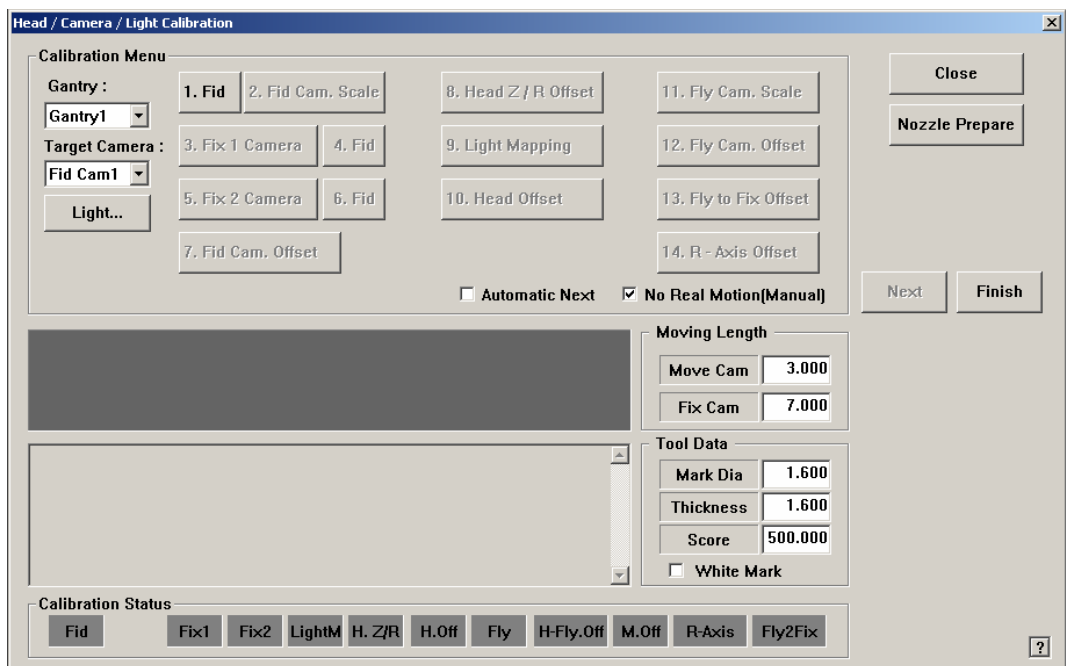 Head / Camera / Light Calibration
Calibration Menu
Gantry :
Gantry1
Target Camera :
Fid Cam1
Light...
1. Fid
2. Fid Cam. Scale
3. Fix 1 Camera
4. Fid
5. Fix 2 Camera
6. Fid
7. Fid Cam. Offset
8. Head Z / R Offset
9. Light Mapping
10. Head Offset
11. Fly Cam. Scale
12. Fly Cam. Offset
13. Fly to Fix Offset
14. R - Axis Offset
Automatic Next
No Real Motion(Manual)
Close
Nozzle Prepare
Next
Finish
Moving Length
Move Cam 3.000
Fix Cam 7.000
Tool Data
Mark Dia 1.600
Thickness 1.600
Score 500.000
White Mark
Calibration Status
Fid Fix1 Fix2 LightM H. Z/R H.Off Fly H-Fly.Off M.Off R-Axis Fly2Fix
?